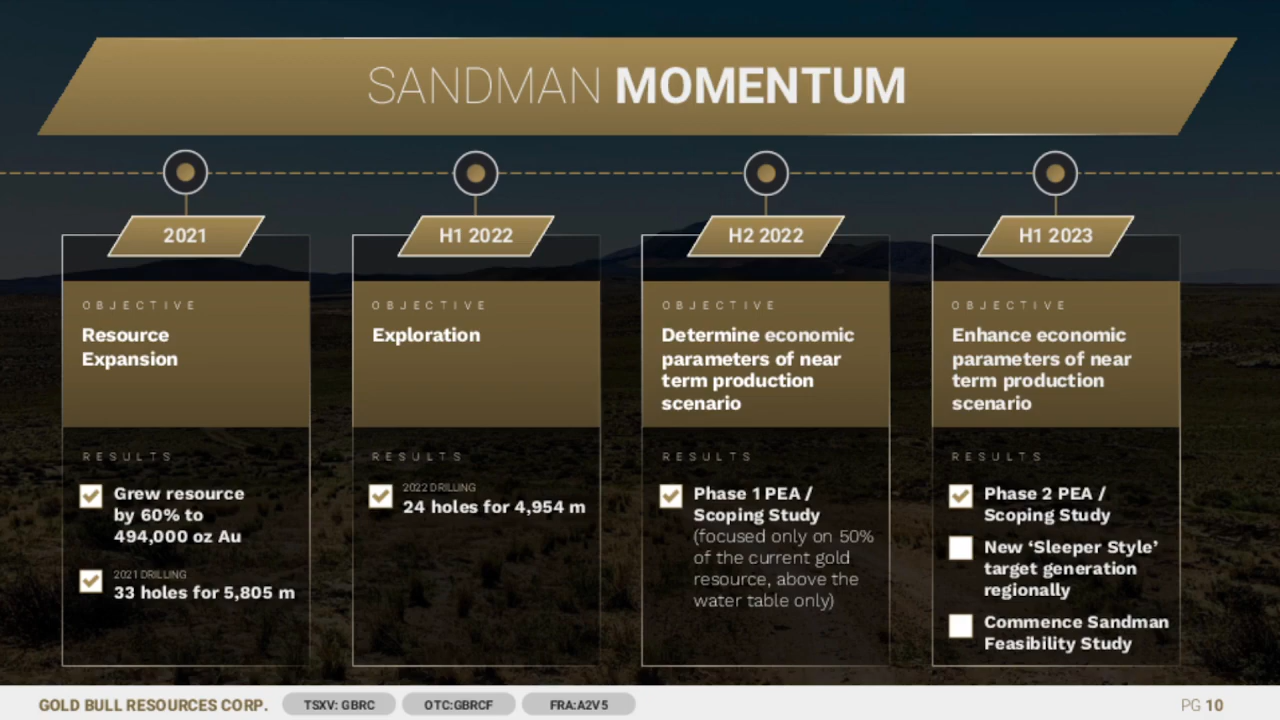 SANDMAN MOMENTUM
2021
OBJECTIVE
Resource
Expansion
RESULTS
Grew resource
by 60% to
494,000 oz Au
2021 DRILLING
33 holes for 5,805 m
H1 2022
OBJECTIVE
Exploration
RESULTS
2022 DRILLING
24 holes for 4,954 m
H2 2022
OBJECTIVE
Determine economic
parameters of near
term production
scenario
RESULTS
Phase 1 PEA /
Scoping Study
(focused only on 50%
of the current gold
resource, above the
water table only)
H1 2023
OBJECTIVE
Enhance economic
parameters of near
term production
scenario
RESULTS
Phase 2 PEA /
Scoping Study
New ‘Sleeper Style’
target generation
regionally
Commence Sandman
Feasibility Study
GOLD BULL RESOURCES CORP. TSXV: GBRC OTC:GBRCF FRA:A2V5 PG 10